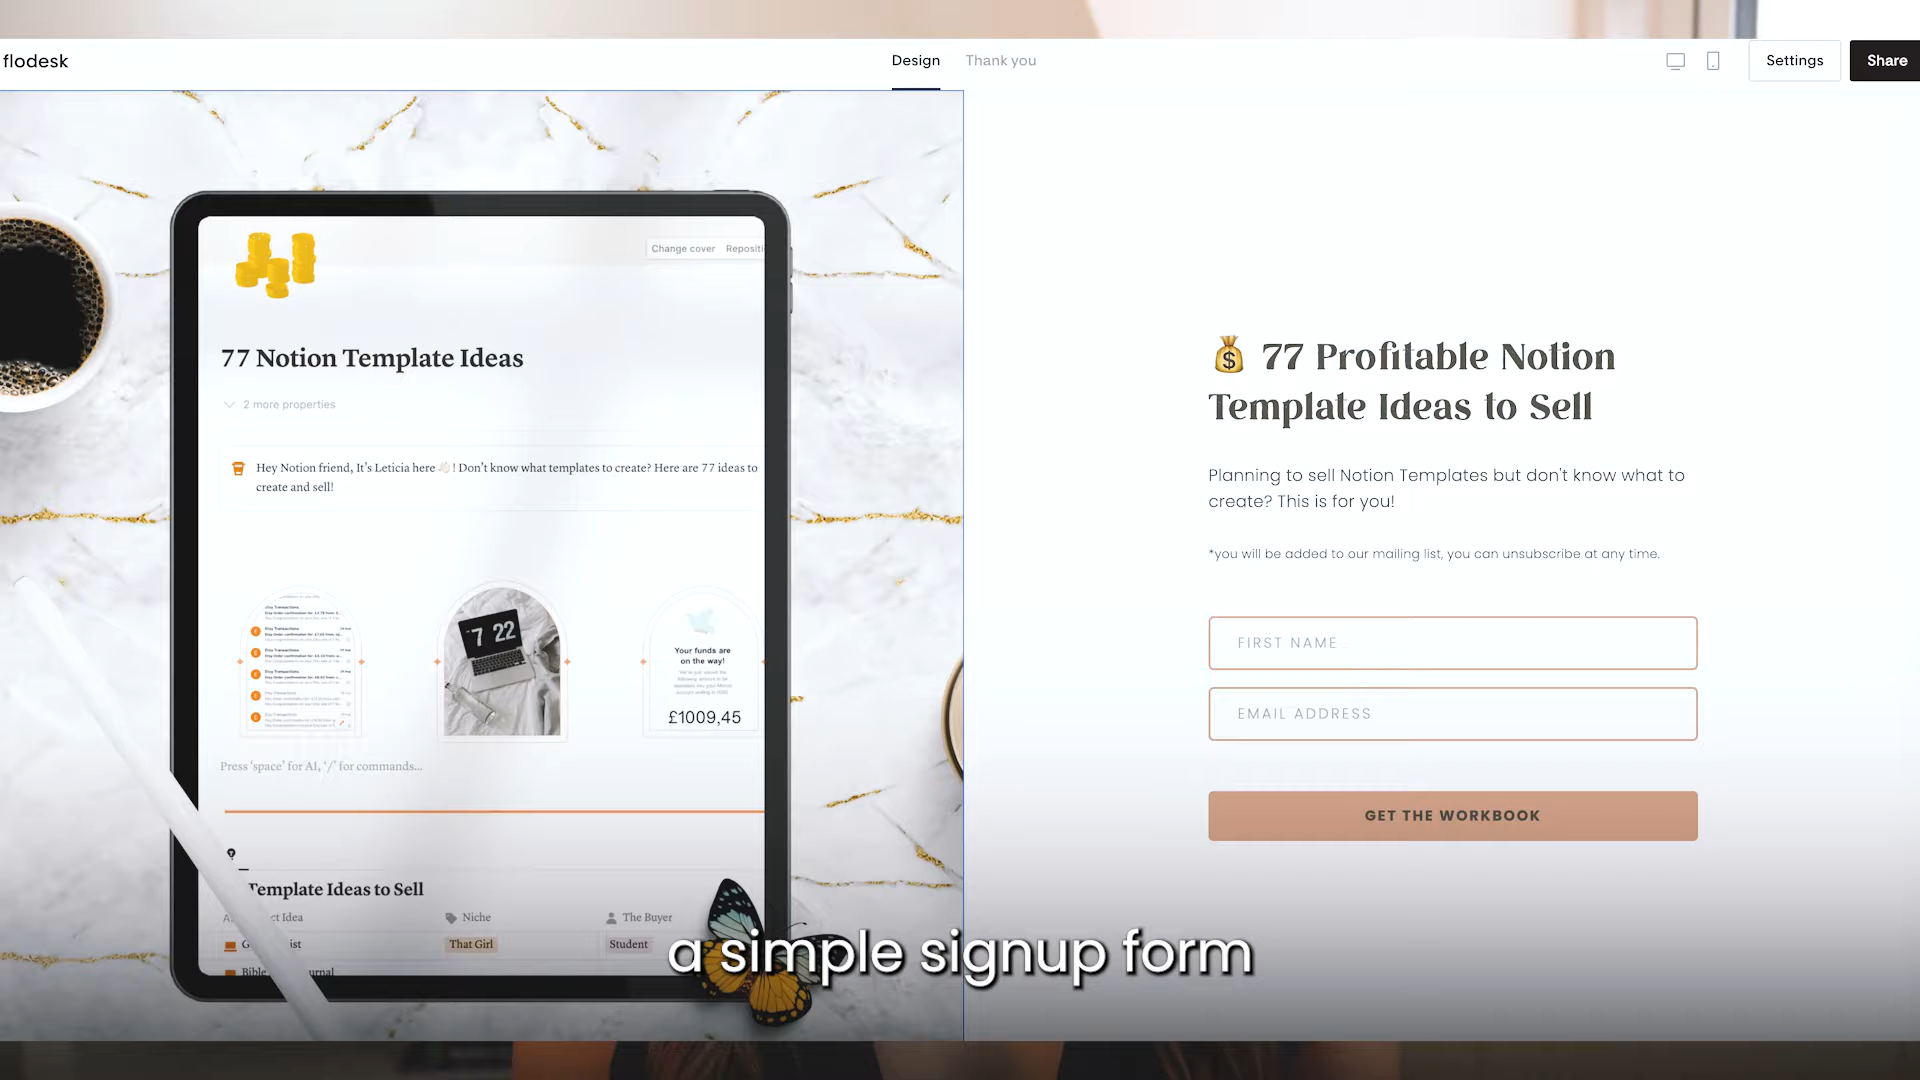 flodesk
Design
Thank you
Settings
Share
Change cover
Repositi
77 Notion Template Ideas
2 more properties
Hey Notion friend, It's Leticia here 👋🏻! Don't know what templates to create? Here are 77 ideas to
create and sell!
7 22
Your funds are
on the way!
£1009,45
Press 'space' for AI, '/' for commands...
Template Ideas to Sell
ct Idea
Niche
The Buyer
G
ist
That Girl
Student
Bible
urnal
💰 77 Profitable Notion
Template Ideas to Sell
Planning to sell Notion Templates but don't know what to
create? This is for you!
*you will be added to our mailing list, you can unsubscribe at any time.
FIRST NAME
EMAIL ADDRESS
GET THE WORKBOOK
a simple signup form